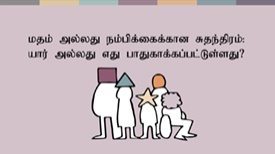 மதம் அல்லது நம்பிக்கைக்கான சுதந்திரம்:
யார் அல்லது எது பாதுகாக்கப்பட்டுள்ளது?